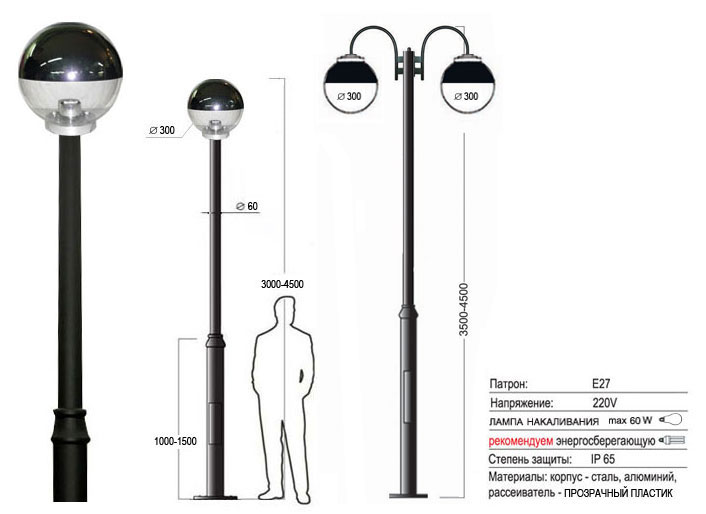 ⌀ 300
⌀ 60
3000-4500
1000-1500
⌀ 300
⌀ 300
3500-4500
Патрон: E27
Напряжение: 220V
ЛАМПА НАКАЛИВАНИЯ max 60 W
рекомендуем энергосберегающую
Степень защиты: IP 65
Материалы: корпус - сталь, алюминий,
рассеиватель - ПРОЗРАЧНЫЙ ПЛАСТИК